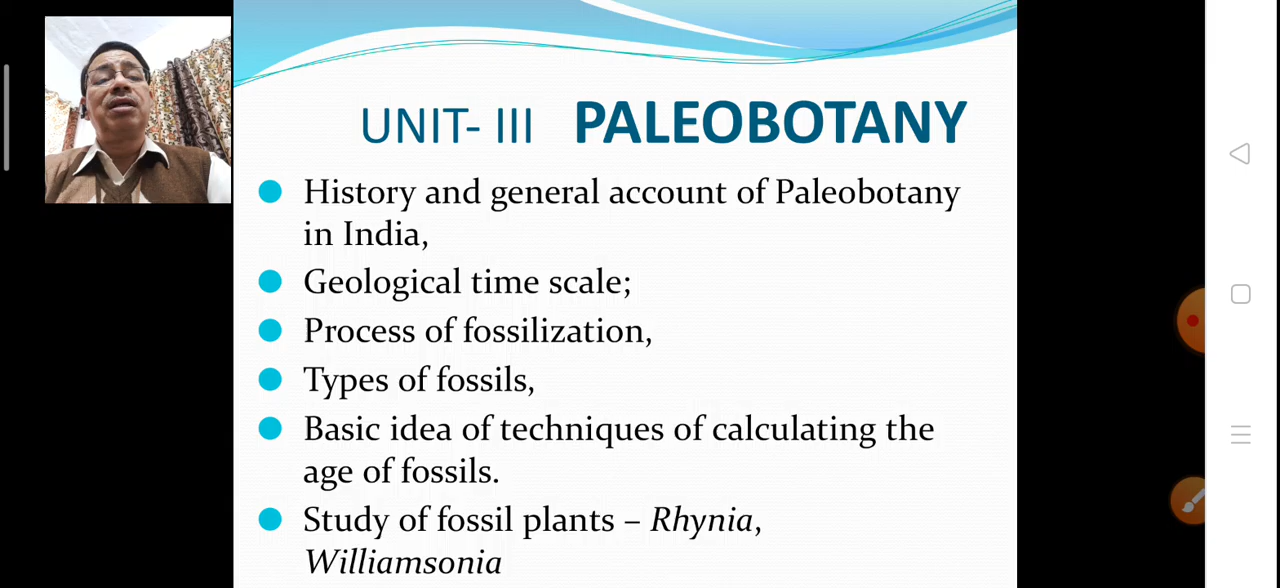 UNIT- III PALEOBOTANY
History and general account of Paleobotany
in India,
Geological time scale;
Process of fossilization,
Types of fossils,
Basic idea of techniques of calculating the
age of fossils.
Study of fossil plants – Rhynia,
Williamsonia